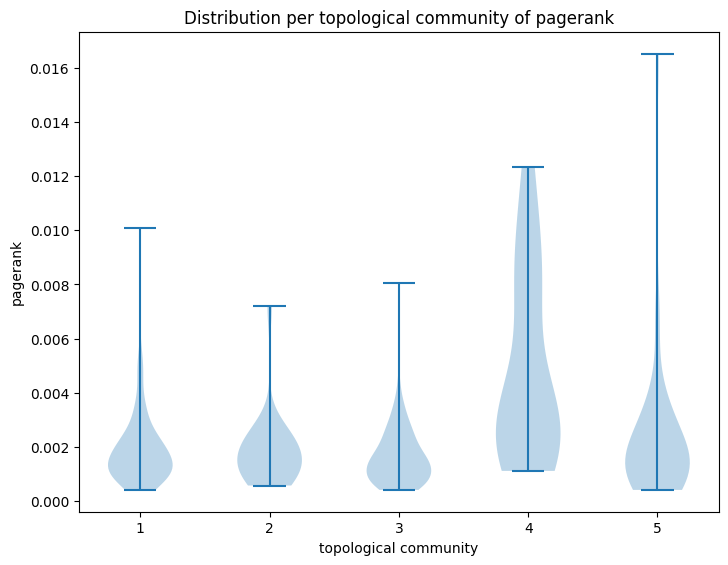 Distribution per topological community of pagerank
0.016
0.014
0.012
0.010
0.008
0.006
0.004
0.002
0.000
pagerank
1 2 3 4 5
topological community